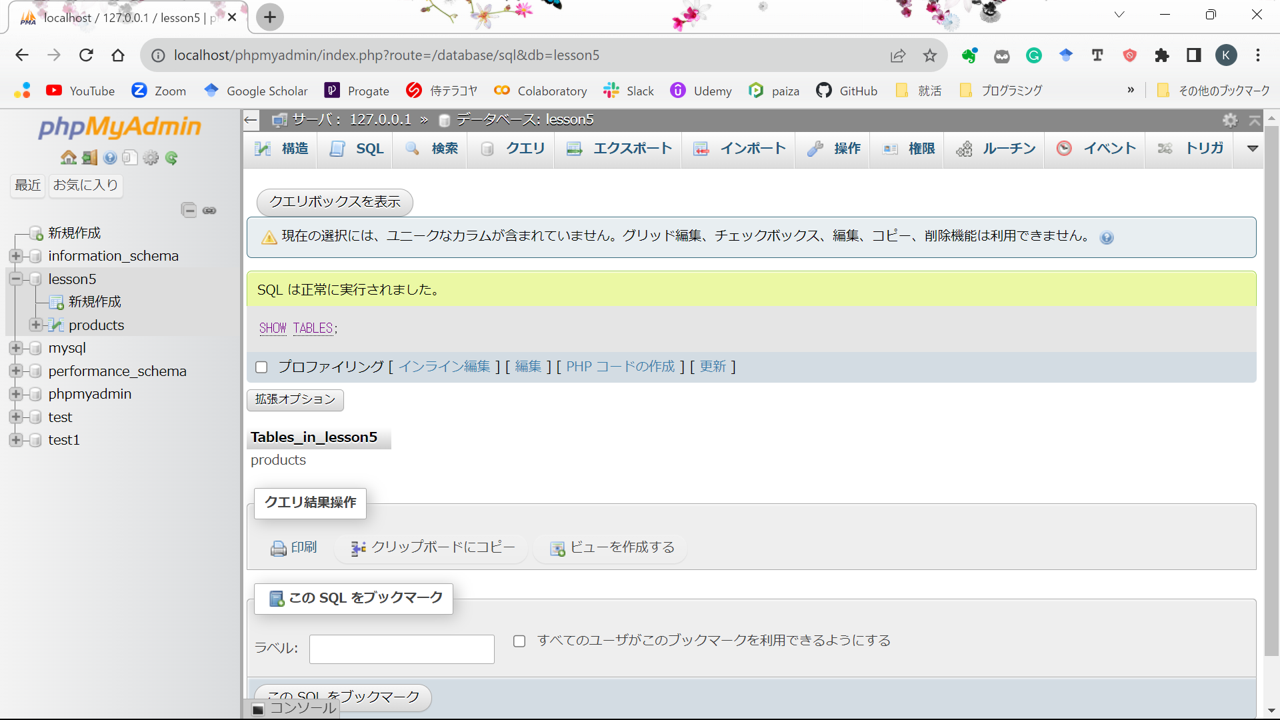 localhost / 127.0.0.1 / lesson5 | p
localhost/phpmyadmin/index.php?route=/database/sql&db=lesson5
K
YouTube Zoom Google Scholar Progate 侍テラコヤ Colaboratory Slack Udemy paiza GitHub 就活 プログラミング » その他のブックマーク
phpMyAdmin
最近 お気に入り
新規作成
information_schema
lesson5
新規作成
products
mysql
performance_schema
phpmyadmin
test
test1
サーバ: 127.0.0.1 » データベース: lesson5
構造 SQL 検索 クエリ エクスポート インポート 操作 権限 ルーチン イベント トリガ
クエリボックスを表示
現在の選択には、ユニークなカラムが含まれていません。グリッド編集、チェックボックス、編集、コピー、削除機能は利用できません。
SQL は正常に実行されました。
SHOW TABLES;
プロファイリング [ インライン編集 ] [ 編集 ] [ PHP コードの作成 ] [ 更新 ]
拡張オプション
Tables_in_lesson5
products
クエリ結果操作
印刷 クリップボードにコピー ビューを作成する
この SQL をブックマーク
ラベル: すべてのユーザがこのブックマークを利用できるようにする
この SQL をブックマーク
コンソール